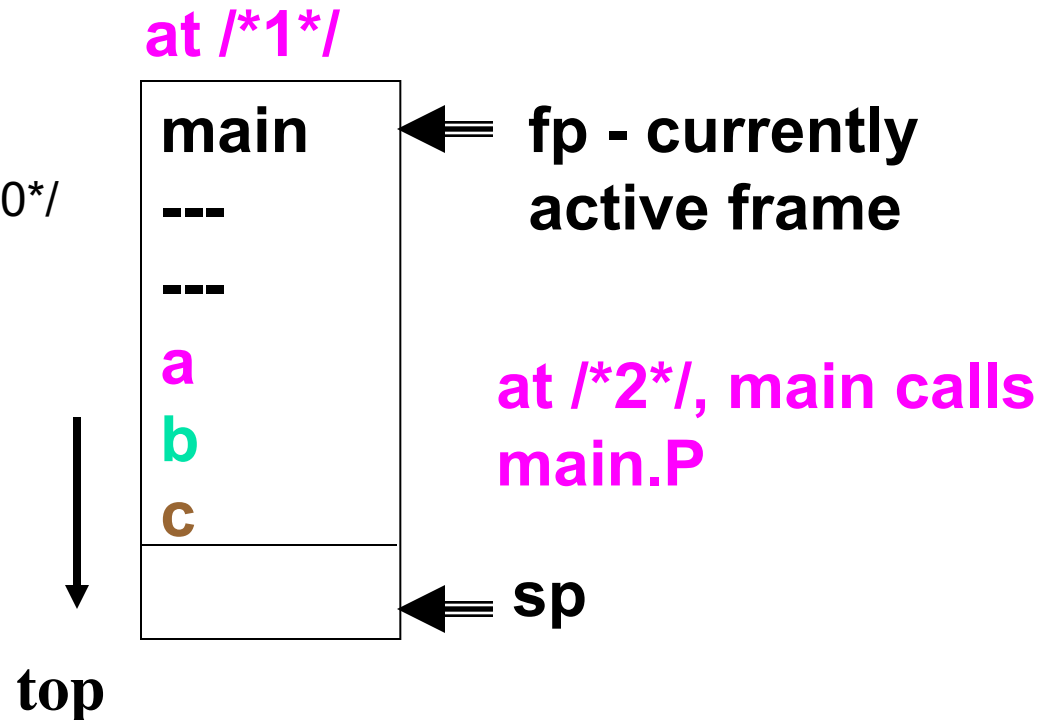 at /*1*/
main
fp - currently
active frame
0*/
---
---
a
b
c
at /*2*/, main calls
main.P
sp
top